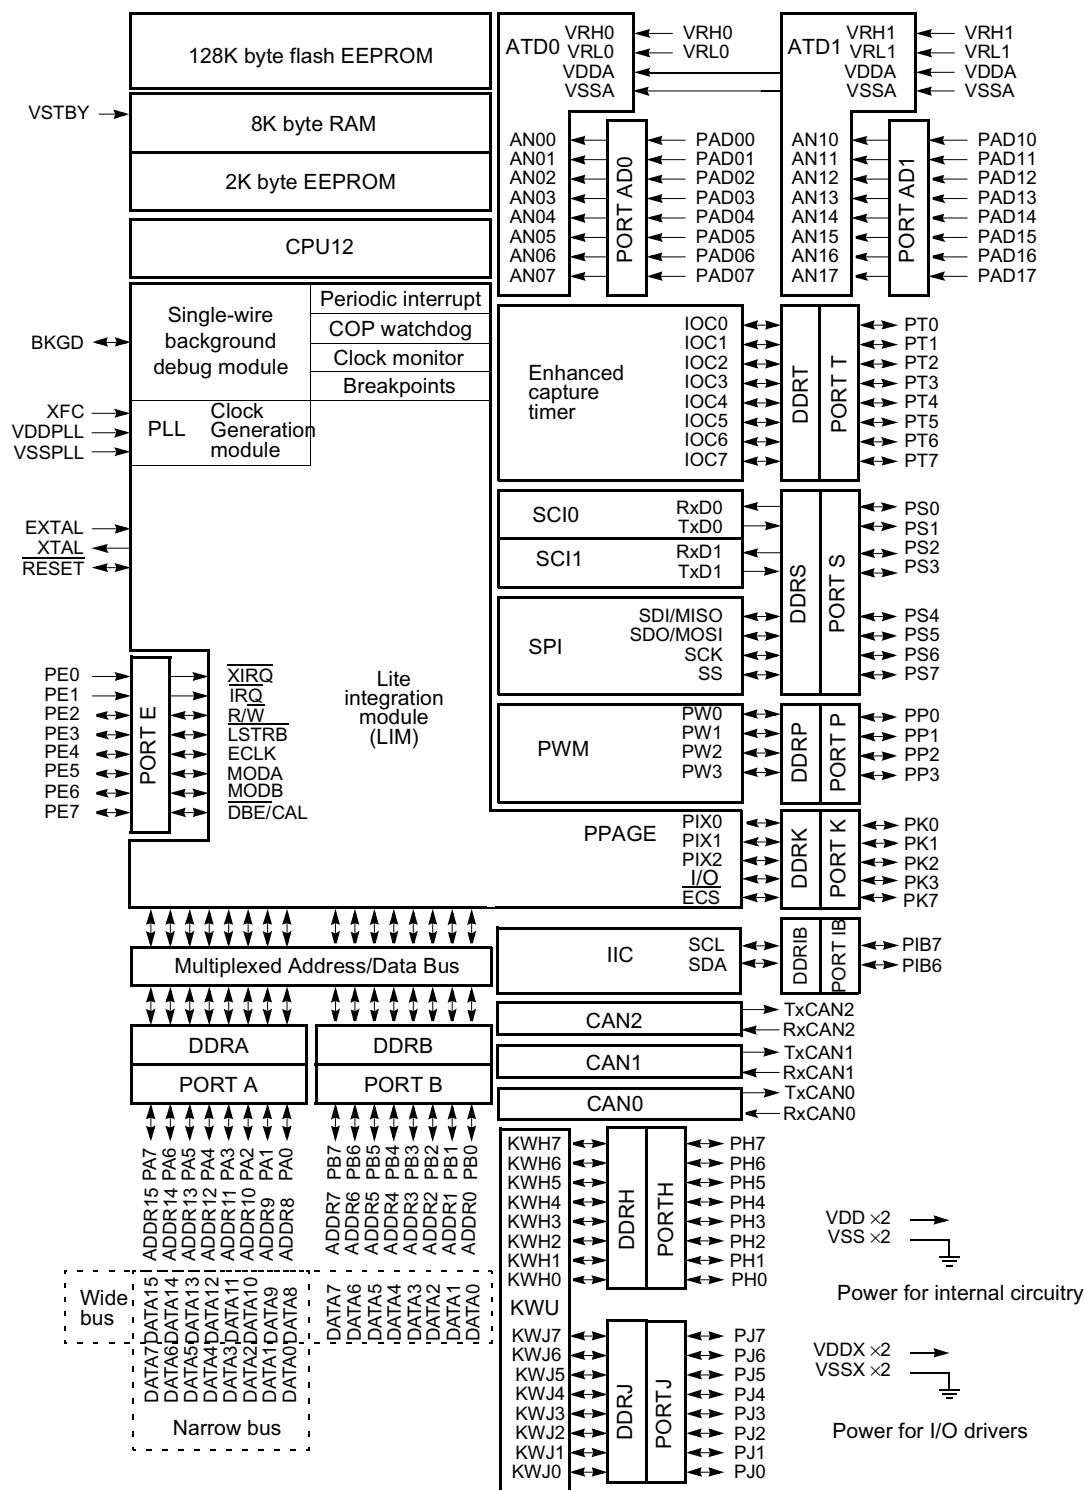 128K byte flash EEPROM
VSTBY
8K byte RAM
2K byte EEPROM
CPU12
Single-wire
background
debug module
Periodic interrupt
COP watchdog
Clock monitor
Breakpoints
BKGD
XFC
VDDPLL
VSSPLL
PLL
Clock
Generation
module
EXTAL
XTAL
RESET
PE0
PE1
PE2
PE3
PE4
PE5
PE6
PE7
PORT E
XIRQ
IRQ
R/W
LSTRB
ECLK
MODA
MODB
DBE/CAL
Lite
integration
module
(LIM)
ATD0
VRH0
VRL0
VDDA
VSSA
VRH0
VRL0
AN00
AN01
AN02
AN03
AN04
AN05
AN06
AN07
PORT AD0
PAD00
PAD01
PAD02
PAD03
PAD04
PAD05
PAD06
PAD07
ATD1
VRH1
VRL1
VDDA
VSSA
VRH1
VRL1
VDDA
VSSA
AN10
AN11
AN12
AN13
AN14
AN15
AN16
AN17
PORT AD1
PAD10
PAD11
PAD12
PAD13
PAD14
PAD15
PAD16
PAD17
Enhanced
capture
timer
IOC0
IOC1
IOC2
IOC3
IOC4
IOC5
IOC6
IOC7
DDRT
PORT T
PT0
PT1
PT2
PT3
PT4
PT5
PT6
PT7
SCI0
RxD0
TxD0
SCI1
RxD1
TxD1
SPI
SDI/MISO
SDO/MOSI
SCK
SS
DDRS
PORT S
PS0
PS1
PS2
PS3
PS4
PS5
PS6
PS7
PWM
PW0
PW1
PW2
PW3
DDRP
PORT P
PP0
PP1
PP2
PP3
PPAGE
PIX0
PIX1
PIX2
I/O
ECS
DDRK
PORT K
PK0
PK1
PK2
PK3
PK7
IIC
SCL
SDA
DDRIB
PORT IB
PIB7
PIB6
CAN2
TxCAN2
RxCAN2
CAN1
TxCAN1
RxCAN1
CAN0
TxCAN0
RxCAN0
Multiplexed Address/Data Bus
DDRA
PORT A
DDRB
PORT B
PA7
PA6
PA5
PA4
PA3
PA2
PA1
PA0
PB7
PB6
PB5
PB4
PB3
PB2
PB1
PB0
ADDR15
ADDR14
ADDR13
ADDR12
ADDR11
ADDR10
ADDR9
ADDR8
ADDR7
ADDR6
ADDR5
ADDR4
ADDR3
ADDR2
ADDR1
ADDR0
Wide
bus
DATA15
DATA14
DATA13
DATA12
DATA11
DATA10
DATA9
DATA8
DATA7
DATA6
DATA5
DATA4
DATA3
DATA2
DATA1
DATA0
DATA7
DATA6
DATA5
DATA4
DATA3
DATA2
DATA1
DATA0
Narrow bus
KWH7
KWH6
KWH5
KWH4
KWH3
KWH2
KWH1
KWH0
KWU
DDRH
PORTH
PH7
PH6
PH5
PH4
PH3
PH2
PH1
PH0
KWJ7
KWJ6
KWJ5
KWJ4
KWJ3
KWJ2
KWJ1
KWJ0
DDRJ
PORTJ
PJ7
PJ6
PJ5
PJ4
PJ3
PJ2
PJ1
PJ0
VDD ×2
VSS ×2
Power for internal circuitry
VDDX ×2
VSSX ×2
Power for I/O drivers